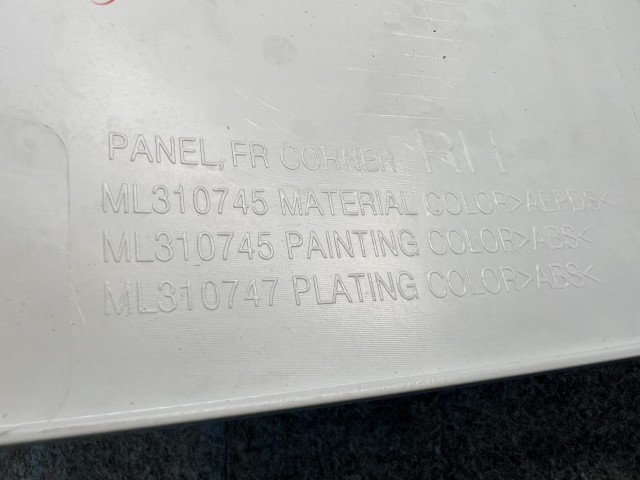 PANEL, FR CORNER, RH
ML310745 MATERIAL COLOR>AEPDS<
ML310745 PAINTING COLOR>ABS<
ML310747 PLATING COLOR>ABS<